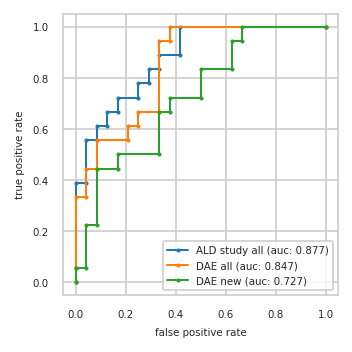 1.0
0.8
0.6
0.4
0.2
0.0
true positive rate
ALD study all (auc: 0.877)
DAE all (auc: 0.847)
DAE new (auc: 0.727)
0.0 0.2 0.4 0.6 0.8 1.0
false positive rate